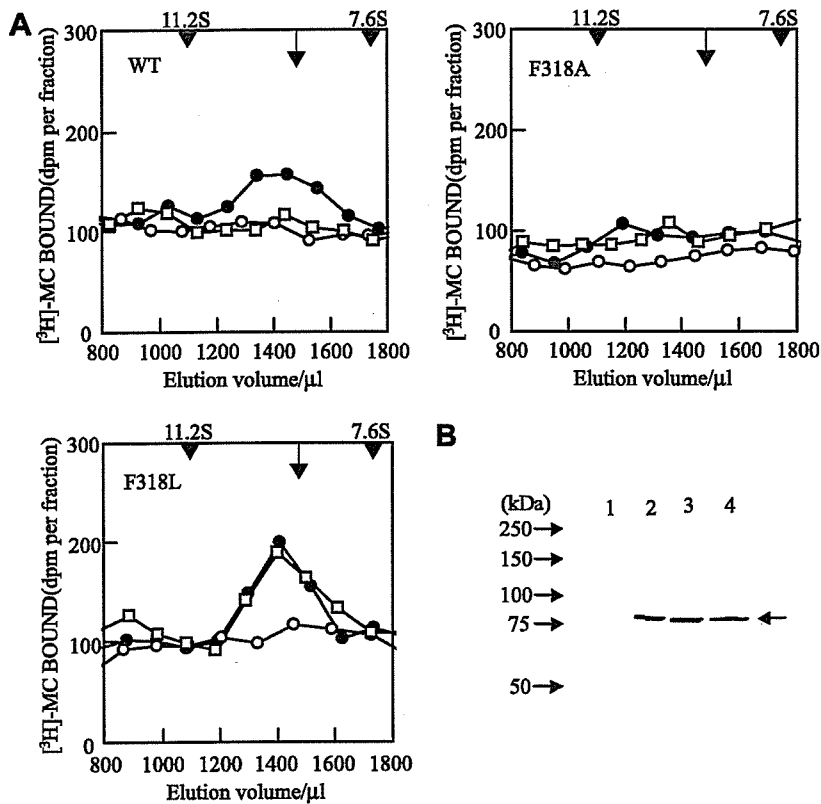 A
11.2S 7.6S
300
WT
200
100
0
800 1000 1200 1400 1600 1800
Elution volume/μl
[³H]-MC BOUND(dpm per fraction)
11.2S 7.6S
300
F318A
200
100
0
800 1000 1200 1400 1600 1800
Elution volume/μl
[³H]-MC BOUND(dpm per fraction)
11.2S 7.6S
300
F318L
200
100
0
800 1000 1200 1400 1600 1800
Elution volume/μl
[³H]-MC BOUND(dpm per fraction)
B
(kDa) 1 2 3 4
250
150
100
75
50